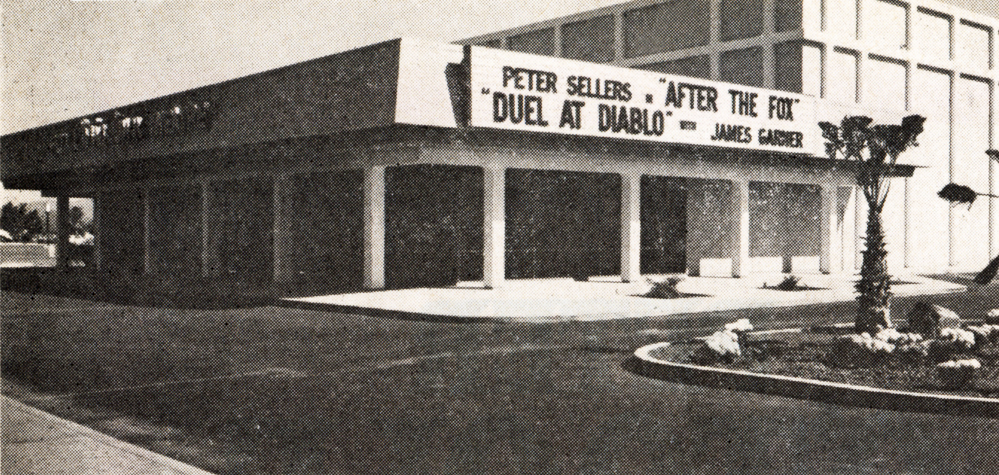 PETER SELLERS IN "AFTER THE FOX"
"DUEL AT DIABLO" WITH JAMES GARNER